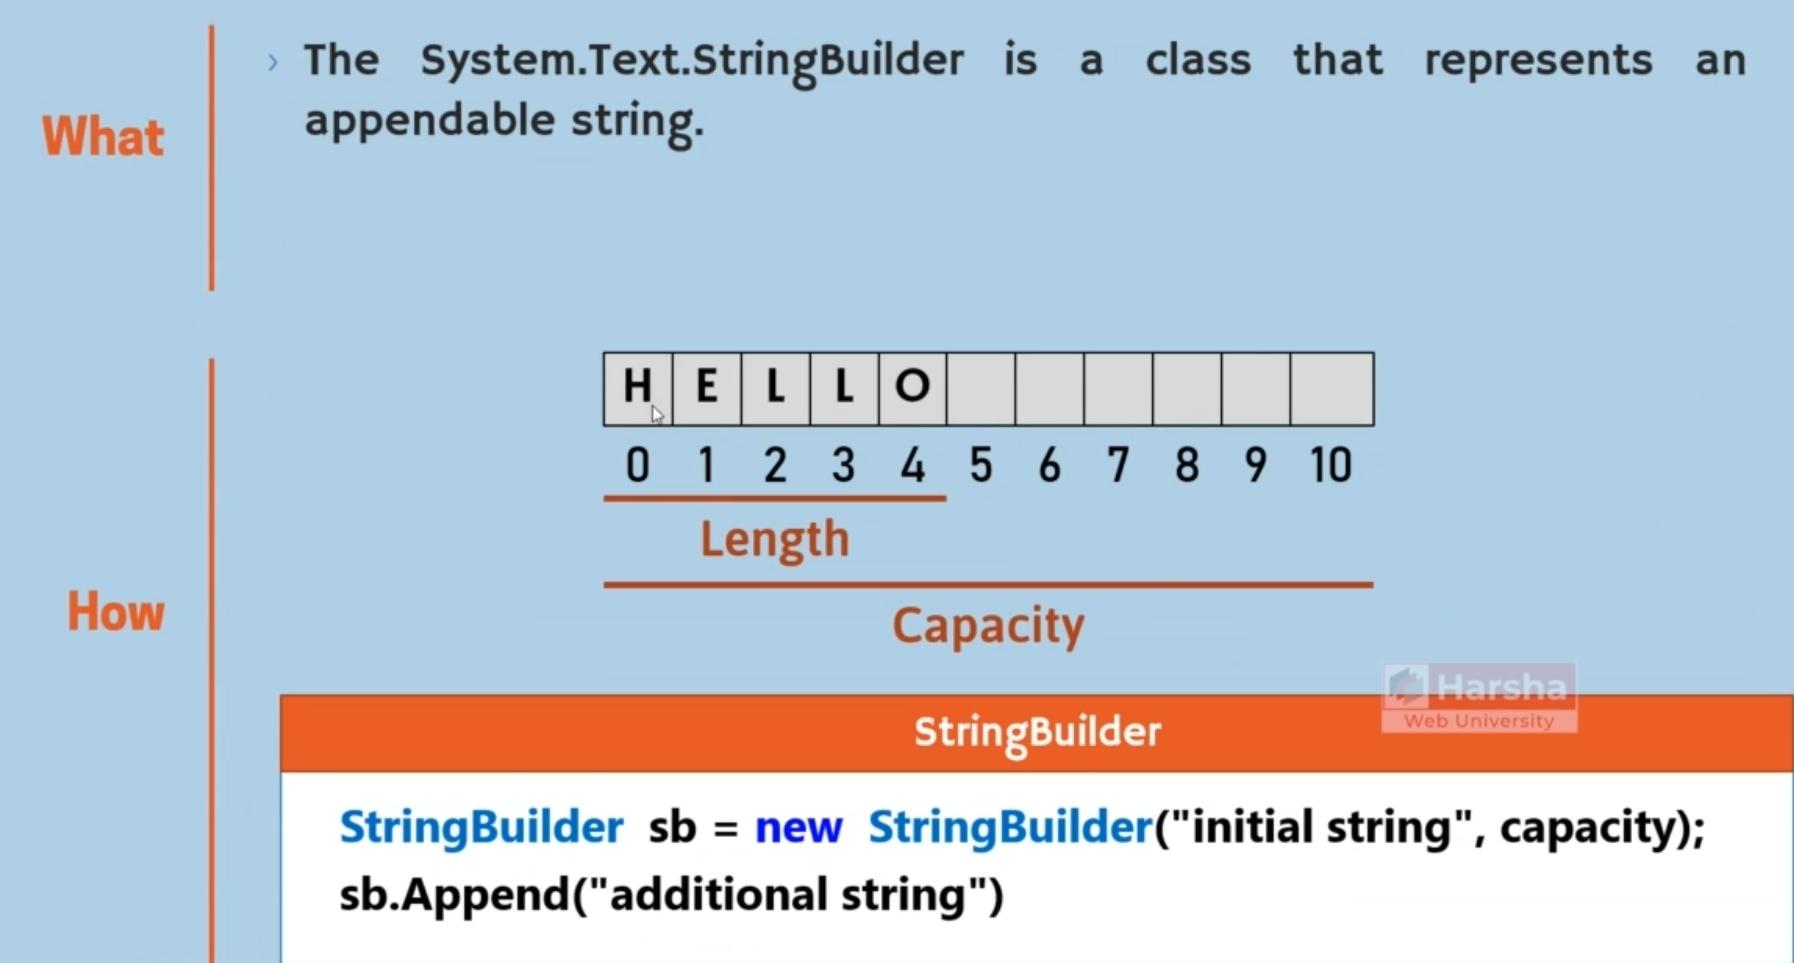 What
› The System.Text.StringBuilder is a class that represents an
appendable string.
How
H E L L O
0 1 2 3 4 5 6 7 8 9 10
Length
Capacity
Harsha
Web University
StringBuilder
StringBuilder sb = new StringBuilder("initial string", capacity);
sb.Append("additional string")